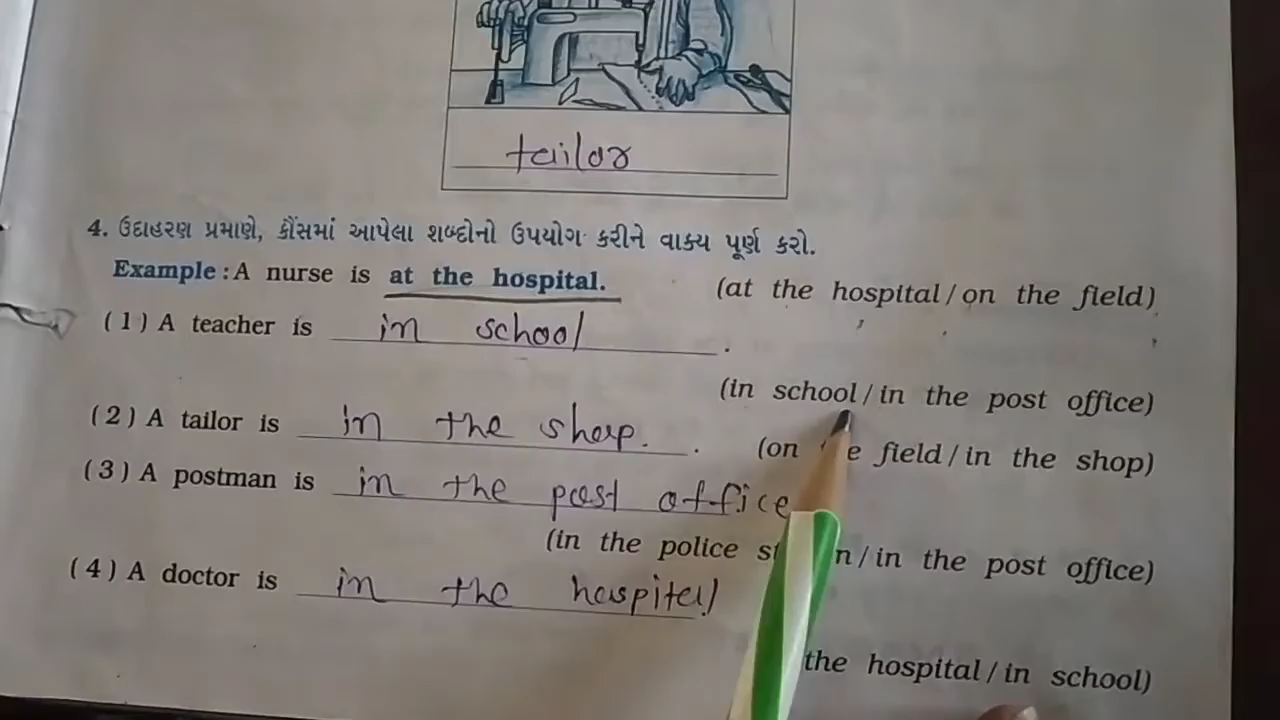 tailor
4. ઉદાહરણ પ્રમાણે, કૌંસમાં આપેલા શબ્દોનો ઉપયોગ કરીને વાક્ય પૂર્ણ કરો.
Example : A nurse is at the hospital. (at the hospital / on the field)
(1) A teacher is in school .
(in school / in the post office)
(2) A tailor is in the shop. . (on e field / in the shop)
(3) A postman is in the post office
(in the police n / in the post office)
(4) A doctor is in the hospital
the hospital / in school)